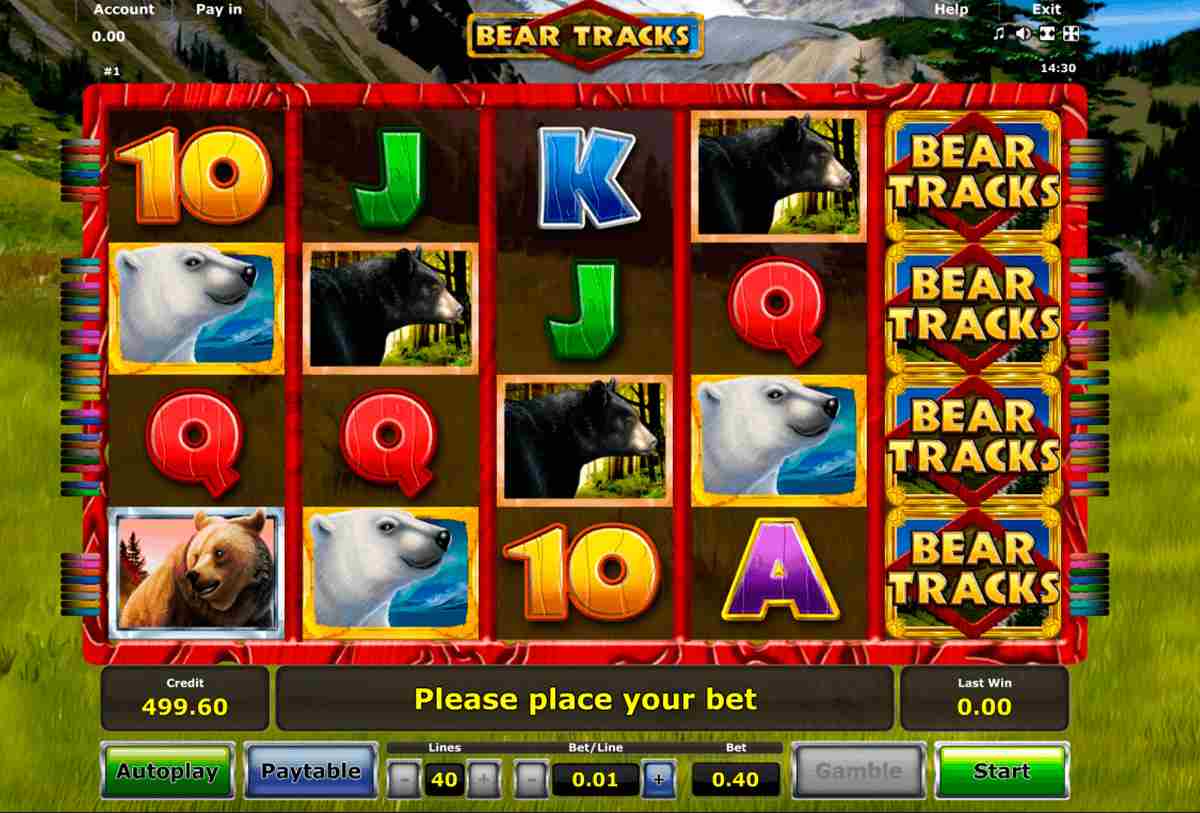 Account Pay in Help Exit
0.00
BEAR TRACKS
#1 14:30
10 J K BEAR TRACKS
J Q BEAR TRACKS
Q Q BEAR TRACKS
10 A BEAR TRACKS
Credit
499.60
Please place your bet
Last Win
0.00
Lines Bet/Line Bet
Autoplay Paytable - 40 + - 0.01 + 0.40 Gamble Start